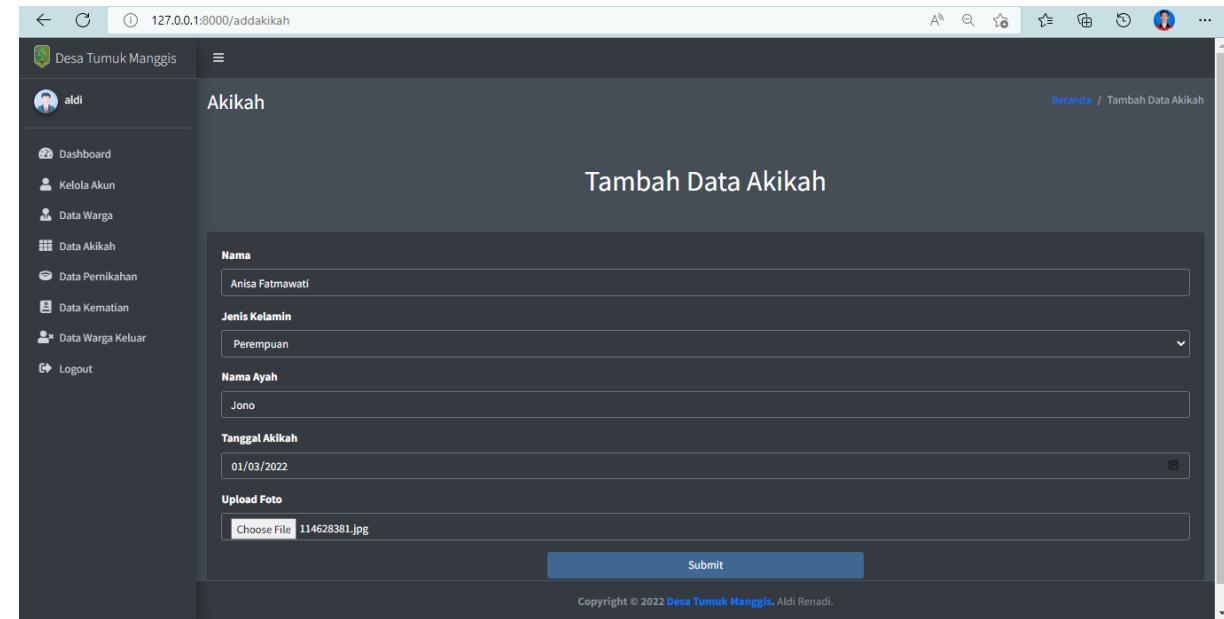 127.0.0.1:8000/addakikah
Desa Tumuk Manggis
aldi
Dashboard
Kelola Akun
Data Warga
Data Akikah
Data Pernikahan
Data Kematian
Data Warga Keluar
Logout
Akikah
Beranda / Tambah Data Akikah
Tambah Data Akikah
Nama
Anisa Fatmawati
Jenis Kelamin
Perempuan
Nama Ayah
Jono
Tanggal Akikah
01/03/2022
Upload Foto
Choose File 114628381.jpg
Submit
Copyright © 2022 Desa Tumuk Manggis. Aldi Renadi.